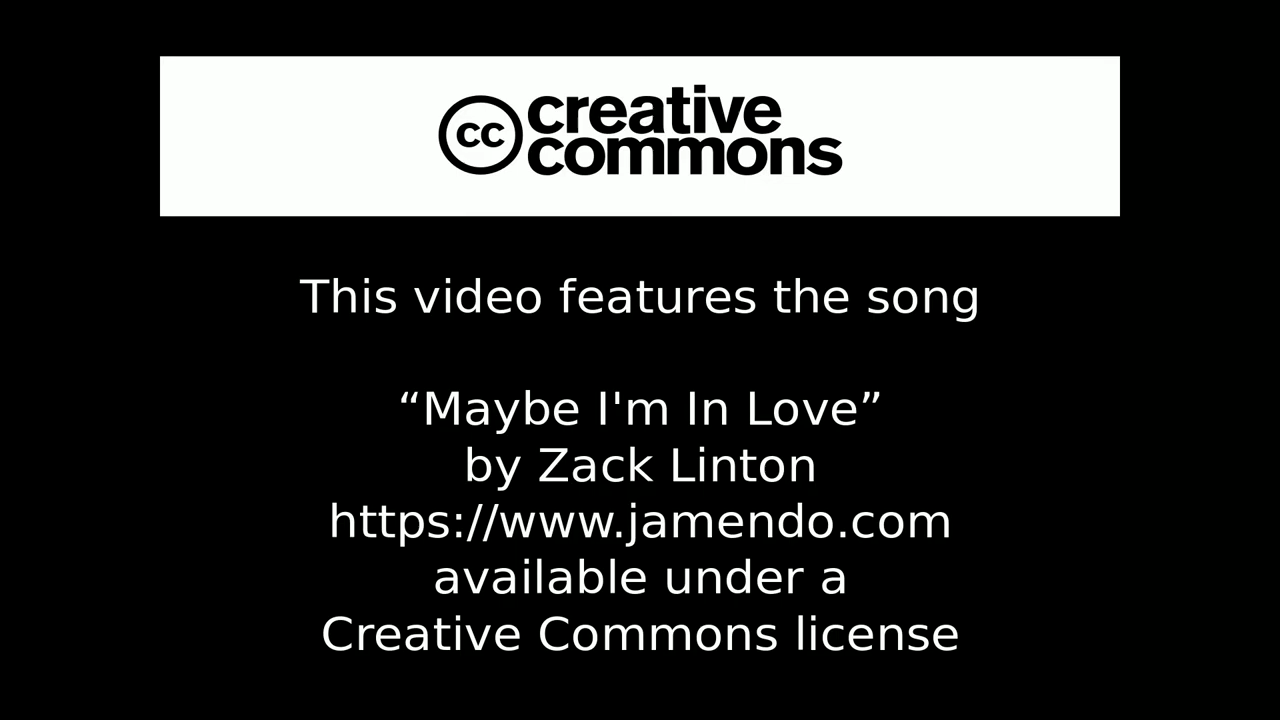 cc creative
commons
This video features the song
“Maybe I'm In Love”
by Zack Linton
https://www.jamendo.com
available under a
Creative Commons license